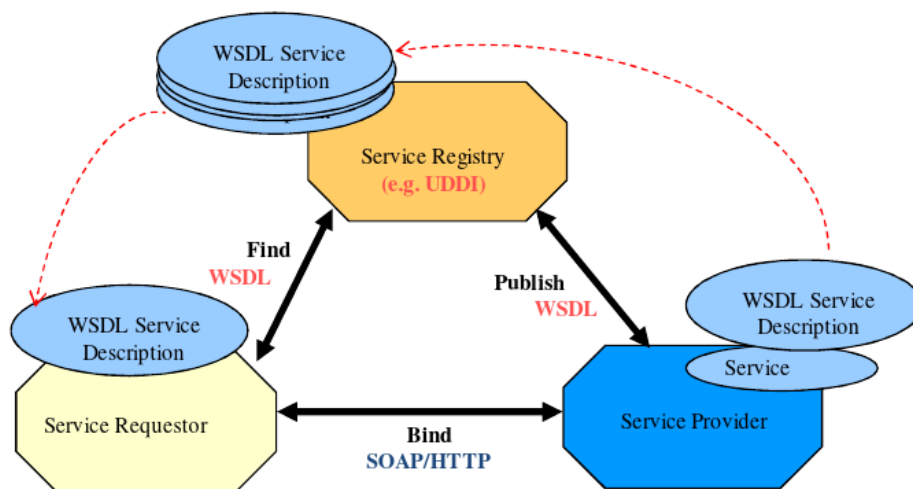 WSDL Service
Description
Service Registry
(e.g. UDDI)
Find
WSDL
Publish
WSDL
WSDL Service
Description
Service
WSDL Service
Description
Service Requestor
Service Provider
Bind
SOAP/HTTP